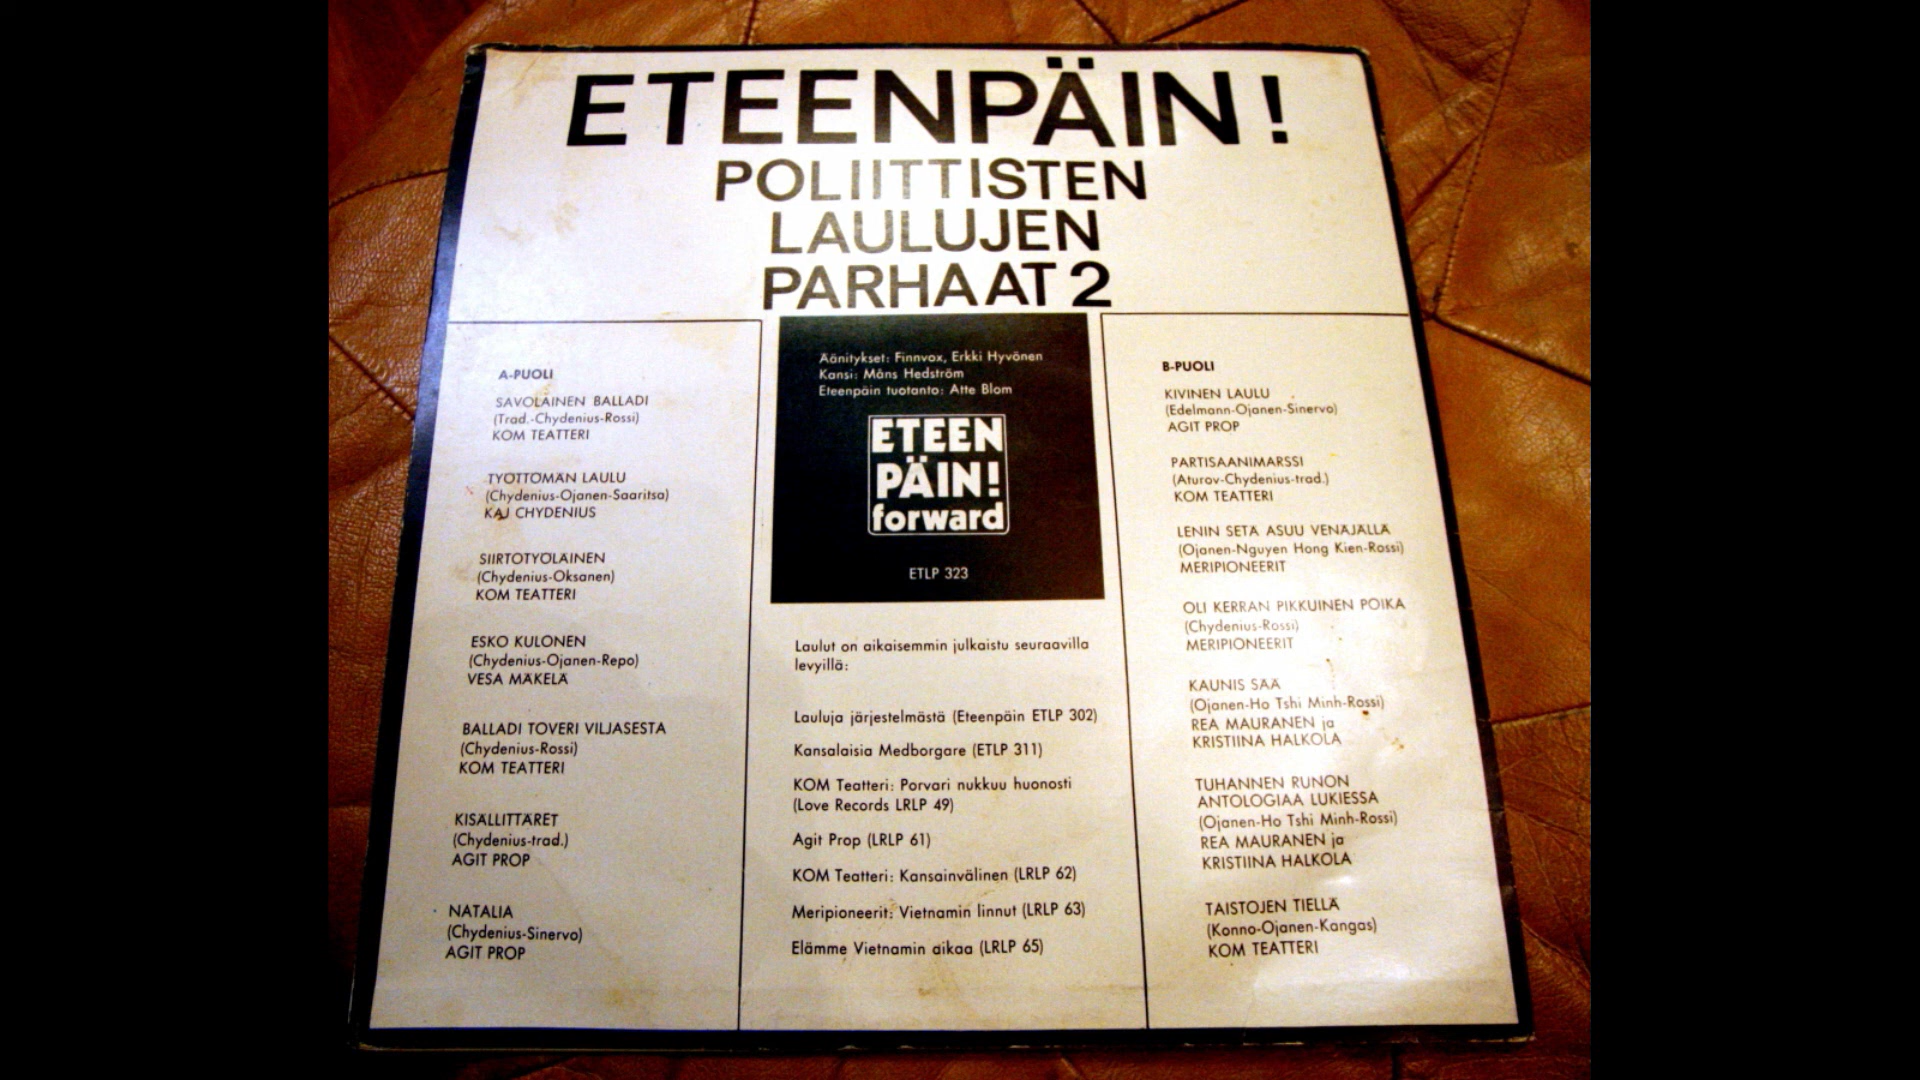 ETEENPÄIN!
POLIITTISTEN
LAULUJEN
PARHAAT 2
A-PUOLI
SAVOLAINEN BALLADI
(Trad.-Chydenius-Rossi)
KOM TEATTERI
TYÖTTÖMÄN LAULU
(Chydenius-Ojanen-Saaritsa)
KAJ CHYDENIUS
SIIRTOTYÖLÄINEN
(Chydenius-Oksanen)
KOM TEATTERI
ESKO KULONEN
(Chydenius-Ojanen-Repo)
VESA MÄKELÄ
BALLADI TOVERI VILJASESTA
(Chydenius-Rossi)
KOM TEATTERI
KISÄLLITTÄRET
(Chydenius-trad.)
AGIT PROP
NATALIA
(Chydenius-Sinervo)
AGIT PROP
Äänitykset: Finnvox, Erkki Hyvönen
Kansi: Måns Hedström
Eteenpäin tuotanto: Atte Blom
ETEEN
PÄIN!
forward
ETLP 323
Laulut on aikaisemmin julkaistu seuraavilla
levyillä:
Lauluja järjestelmästä (Eteenpäin ETLP 302)
Kansalaisia Medborgare (ETLP 311)
KOM Teatteri: Porvari nukkuu huonosti
(Love Records LRLP 49)
Agit Prop (LRLP 61)
KOM Teatteri: Kansainvälinen (LRLP 62)
Meripioneerit: Vietnamin linnut (LRLP 63)
Elämme Vietnamin aikaa (LRLP 65)
B-PUOLI
KIVINEN LAULU
(Edelmann-Ojanen-Sinervo)
AGIT PROP
PARTISAANIMARSSI
(Aturov-Chydenius-trad.)
KOM TEATTERI
LENIN SETÄ ASUU VENÄJÄLLÄ
(Ojanen-Nguyen Hong Kien-Rossi)
MERIPIONEERIT
OLI KERRAN PIKKUINEN POIKA
(Chydenius-Rossi)
MERIPIONEERIT
KAUNIS SÄÄ
(Ojanen-Ho Tshi Minh-Rossi)
REA MAURANEN ja
KRISTIINA HALKOLA
TUHANNEN RUNON
ANTOLOGIAA LUKIESSA
(Ojanen-Ho Tshi Minh-Rossi)
REA MAURANEN ja
KRISTIINA HALKOLA
TAISTOJEN TIELLÄ
(Konno-Ojanen-Kangas)
KOM TEATTERI